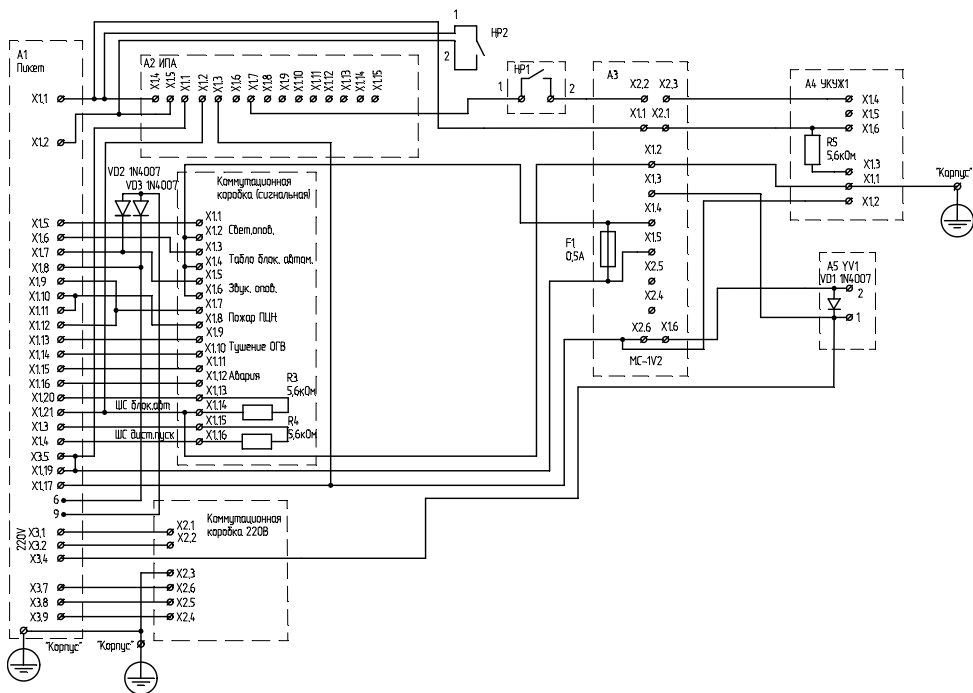 А1
Пикет
X1,1
X1,2
X1,5
X1,6
X1,7
X1,8
X1,9
X1,10
X1,11
X1,12
X1,13
X1,14
X1,15
X1,16
X1,20
X1,21
X1,3
X1,4
X3,5
X1,19
X1,17
6
9
220V
X3,1
X3,2
X3,4
X3,7
X3,8
X3,9
"Корпус"
"Корпус"
А2 ИПА
X1,4
X1,5
X1,1
X1,2
X1,3
X1,6
X1,7
X1,8
X1,9
X1,10
X1,11
X1,12
X1,13
X1,14
X1,15
1
2
НР2
VD2 1N4007
VD3 1N4007
Коммутационная
коробка (сигнальная)
X1,1
X1,2 Свет,опов,
X1,3
X1,4 Табло блок. автом.
X1,5
X1,6 Звук. опов.
X1,7
X1,8 Пожар ПЦН
X1,9
X1,10 Тушение ОГВ
X1,11
X1,12 Авария
X1,13
ШС блок.авт
X1,14
X1,15
ШС дист.пуск
X1,16
R3
5,6кОм
R4
5,6кОм
Коммутационная
коробка 220В
X2.1
X2,2
X2,3
X2,6
X2,5
X2,4
НР1
1
2
А3
X2,2
X2,3
X1,1
X2,1
X1,2
X1,3
X1,4
X1,5
X2,5
X2,4
X2,6
X1,6
МС-1V2
F1
0,5А
А4 УКУЖ1
X1,4
X1,5
X1,6
R5
5,6кОм
X1,3
X1,1
X1,2
"Корпус"
А5 YV1
VD1 1N4007
2
1